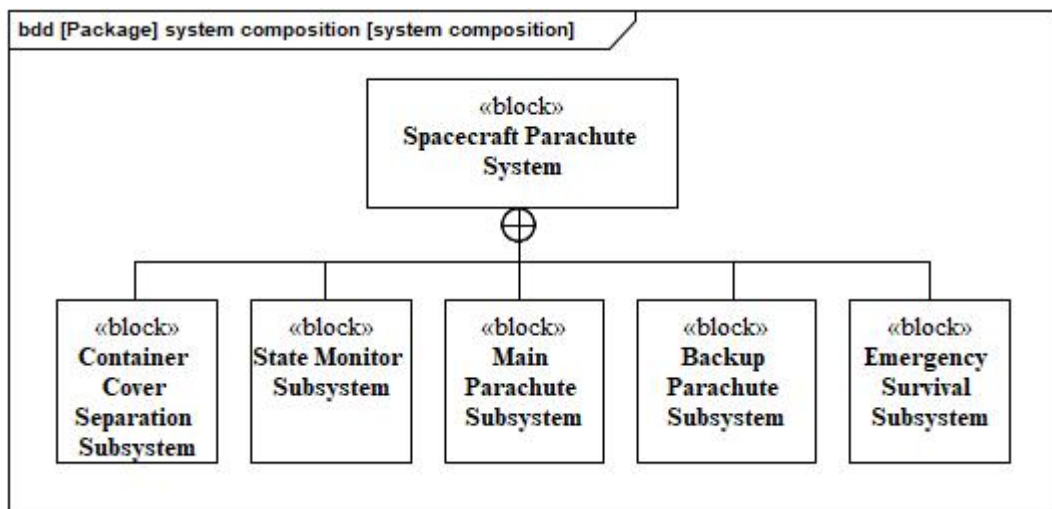 bdd [Package] system composition [system composition]
«block»
Spacecraft Parachute
System
«block»
Container
Cover
Separation
Subsystem
«block»
State Monitor
Subsystem
«block»
Main
Parachute
Subsystem
«block»
Backup
Parachute
Subsystem
«block»
Emergency
Survival
Subsystem